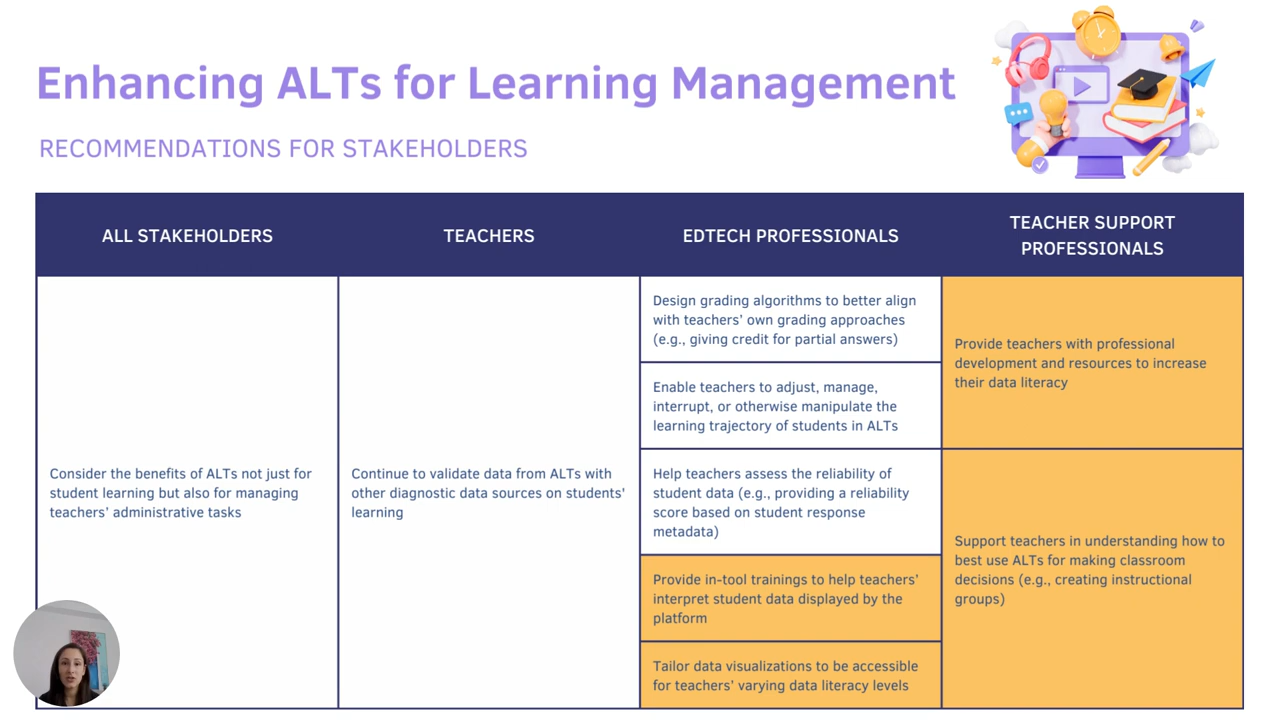 Enhancing ALTs for Learning Management
RECOMMENDATIONS FOR STAKEHOLDERS
ALL STAKEHOLDERS
TEACHERS
EDTECH PROFESSIONALS
TEACHER SUPPORT
PROFESSIONALS
Consider the benefits of ALTs not just for
student learning but also for managing
teachers’ administrative tasks
Continue to validate data from ALTs with
other diagnostic data sources on students'
learning
Design grading algorithms to better align
with teachers’ own grading approaches
(e.g., giving credit for partial answers)
Enable teachers to adjust, manage,
interrupt, or otherwise manipulate the
learning trajectory of students in ALTs
Help teachers assess the reliability of
student data (e.g., providing a reliability
score based on student response
metadata)
Provide in-tool trainings to help teachers’
interpret student data displayed by the
platform
Tailor data visualizations to be accessible
for teachers’ varying data literacy levels
Provide teachers with professional
development and resources to increase
their data literacy
Support teachers in understanding how to
best use ALTs for making classroom
decisions (e.g., creating instructional
groups)